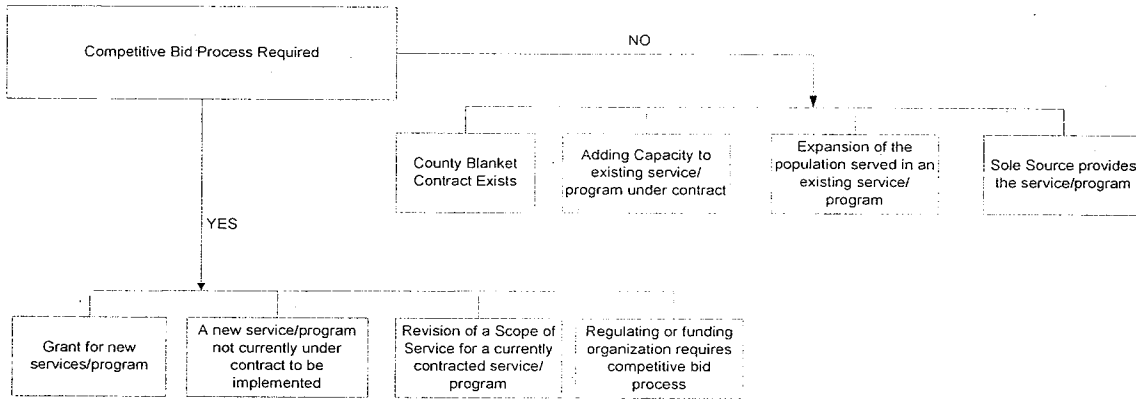 Competitive Bid Process Required
NO
County Blanket
Contract Exists
Adding Capacity to
existing service/
program under contract
Expansion of the
population served in an
existing service/
program
Sole Source provides
the service/program
YES
Grant for new
services/program
A new service/program
not currently under
contract to be
implemented
Revision of a Scope of
Service for a currently
contracted service/
program
Regulating or funding
organization requires
competitive bid
process